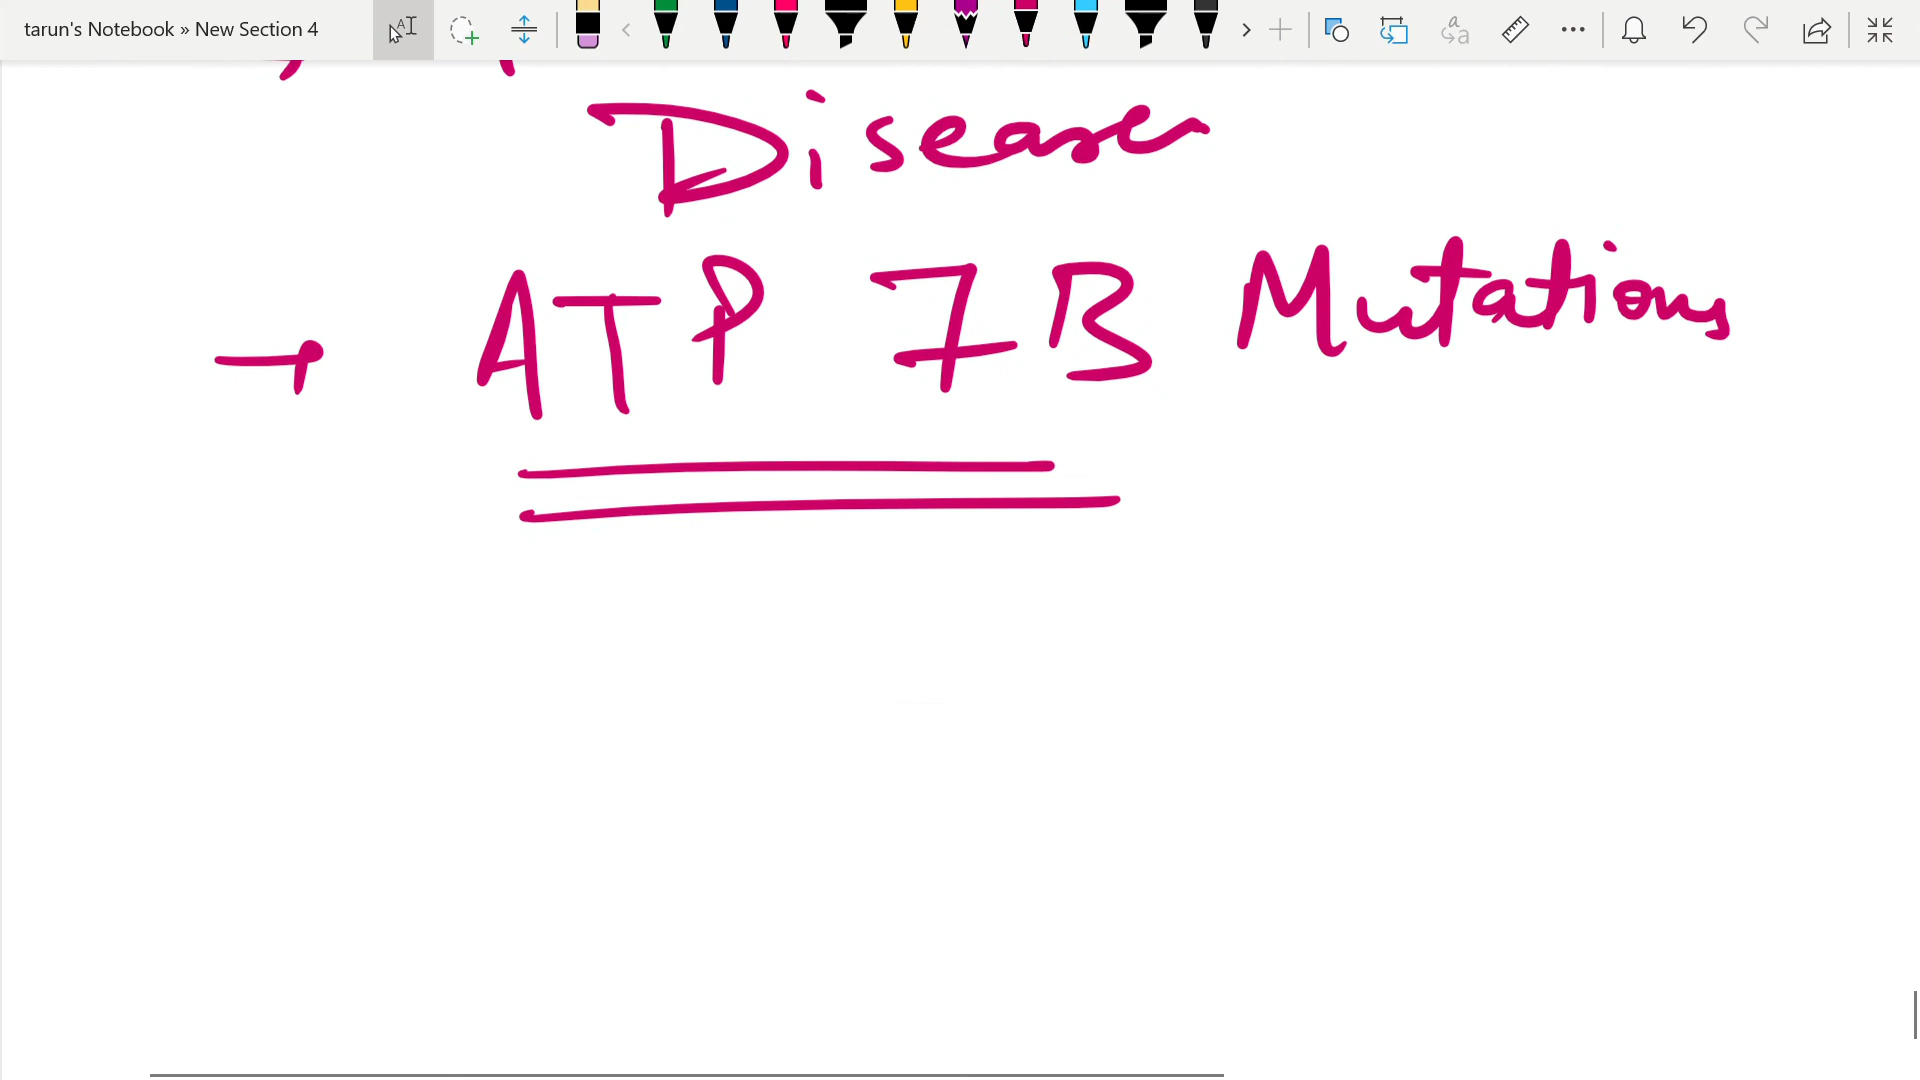 tarun's Notebook » New Section 4
Disease
→ ATP 7B Mutations